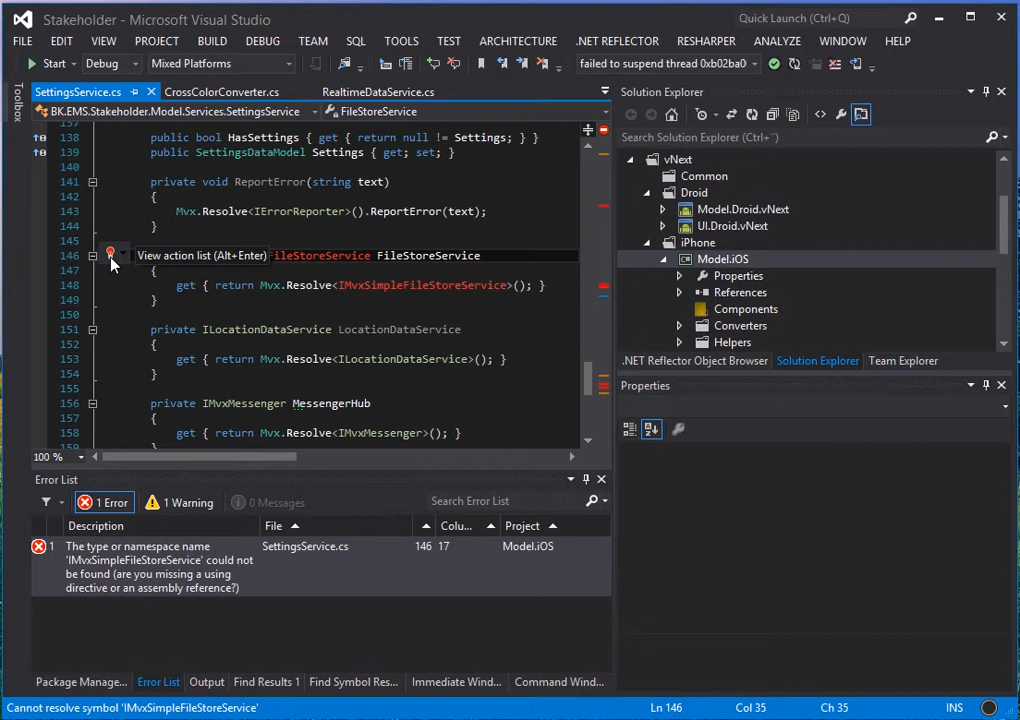 Stakeholder - Microsoft Visual Studio
Quick Launch (Ctrl+Q)
FILE EDIT VIEW PROJECT BUILD DEBUG TEAM SQL TOOLS TEST ARCHITECTURE .NET REFLECTOR RESHARPER ANALYZE WINDOW HELP
Start Debug Mixed Platforms failed to suspend thread 0xb02ba0
Toolbox
SettingsService.cs CrossColorConverter.cs RealtimeDataService.cs
BK.EMS.Stakeholder.Model.Services.SettingsService FileStoreService
137
138 public bool HasSettings { get { return null != Settings; } }
139 public SettingsDataModel Settings { get; set; }
140
141 private void ReportError(string text)
142 {
143 Mvx.Resolve<IErrorReporter>().ReportError(text);
144 }
145
146 View action list (Alt+Enter) FileStoreService FileStoreService
147 {
148 get { return Mvx.Resolve<IMvxSimpleFileStoreService>(); }
149 }
150
151 private ILocationDataService LocationDataService
152 {
153 get { return Mvx.Resolve<ILocationDataService>(); }
154 }
155
156 private IMvxMessenger MessengerHub
157 {
158 get { return Mvx.Resolve<IMvxMessenger>(); }
159 }
100 %
Error List
1 Error 1 Warning 0 Messages Search Error List
Description File Colu... Project
1 The type or namespace name SettingsService.cs 146 17 Model.iOS
'IMvxSimpleFileStoreService' could not
be found (are you missing a using
directive or an assembly reference?)
Package Manage... Error List Output Find Results 1 Find Symbol Res... Immediate Wind... Command Wind...
Solution Explorer
Search Solution Explorer (Ctrl+;)
vNext
Common
Droid
Model.Droid.vNext
UI.Droid.vNext
iPhone
Model.iOS
Properties
References
Components
Converters
Helpers
.NET Reflector Object Browser Solution Explorer Team Explorer
Properties
Cannot resolve symbol 'IMvxSimpleFileStoreService' Ln 146 Col 35 Ch 35 INS